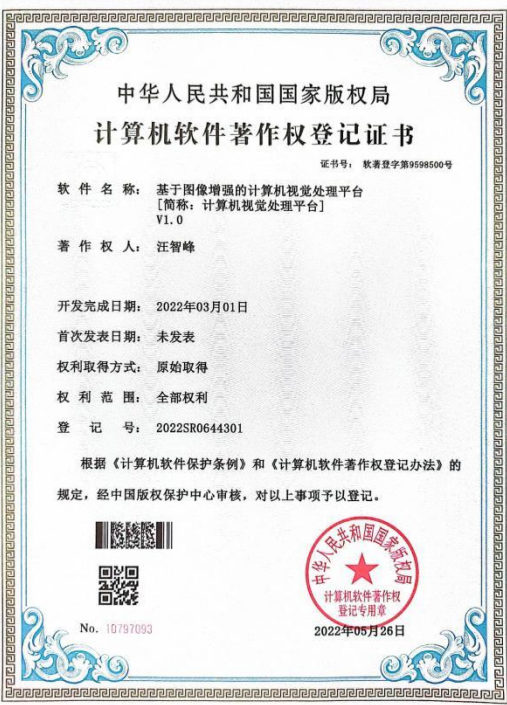 中华人民共和国国家版权局
计算机软件著作权登记证书
证书号： 软著登字第9598500号
软件名称： 基于图像增强的计算机视觉处理平台
[简称：计算机视觉处理平台]
V1.0
著作权人： 汪智峰
开发完成日期： 2022年03月01日
首次发表日期： 未发表
权利取得方式： 原始取得
权利范围： 全部权利
登记号： 2022SR0644301
根据《计算机软件保护条例》和《计算机软件著作权登记办法》的
规定，经中国版权保护中心审核，对以上事项予以登记。
中华人民共和国国家版权局
计算机软件著作权
登记专用章
No. 10797093
2022年05月26日